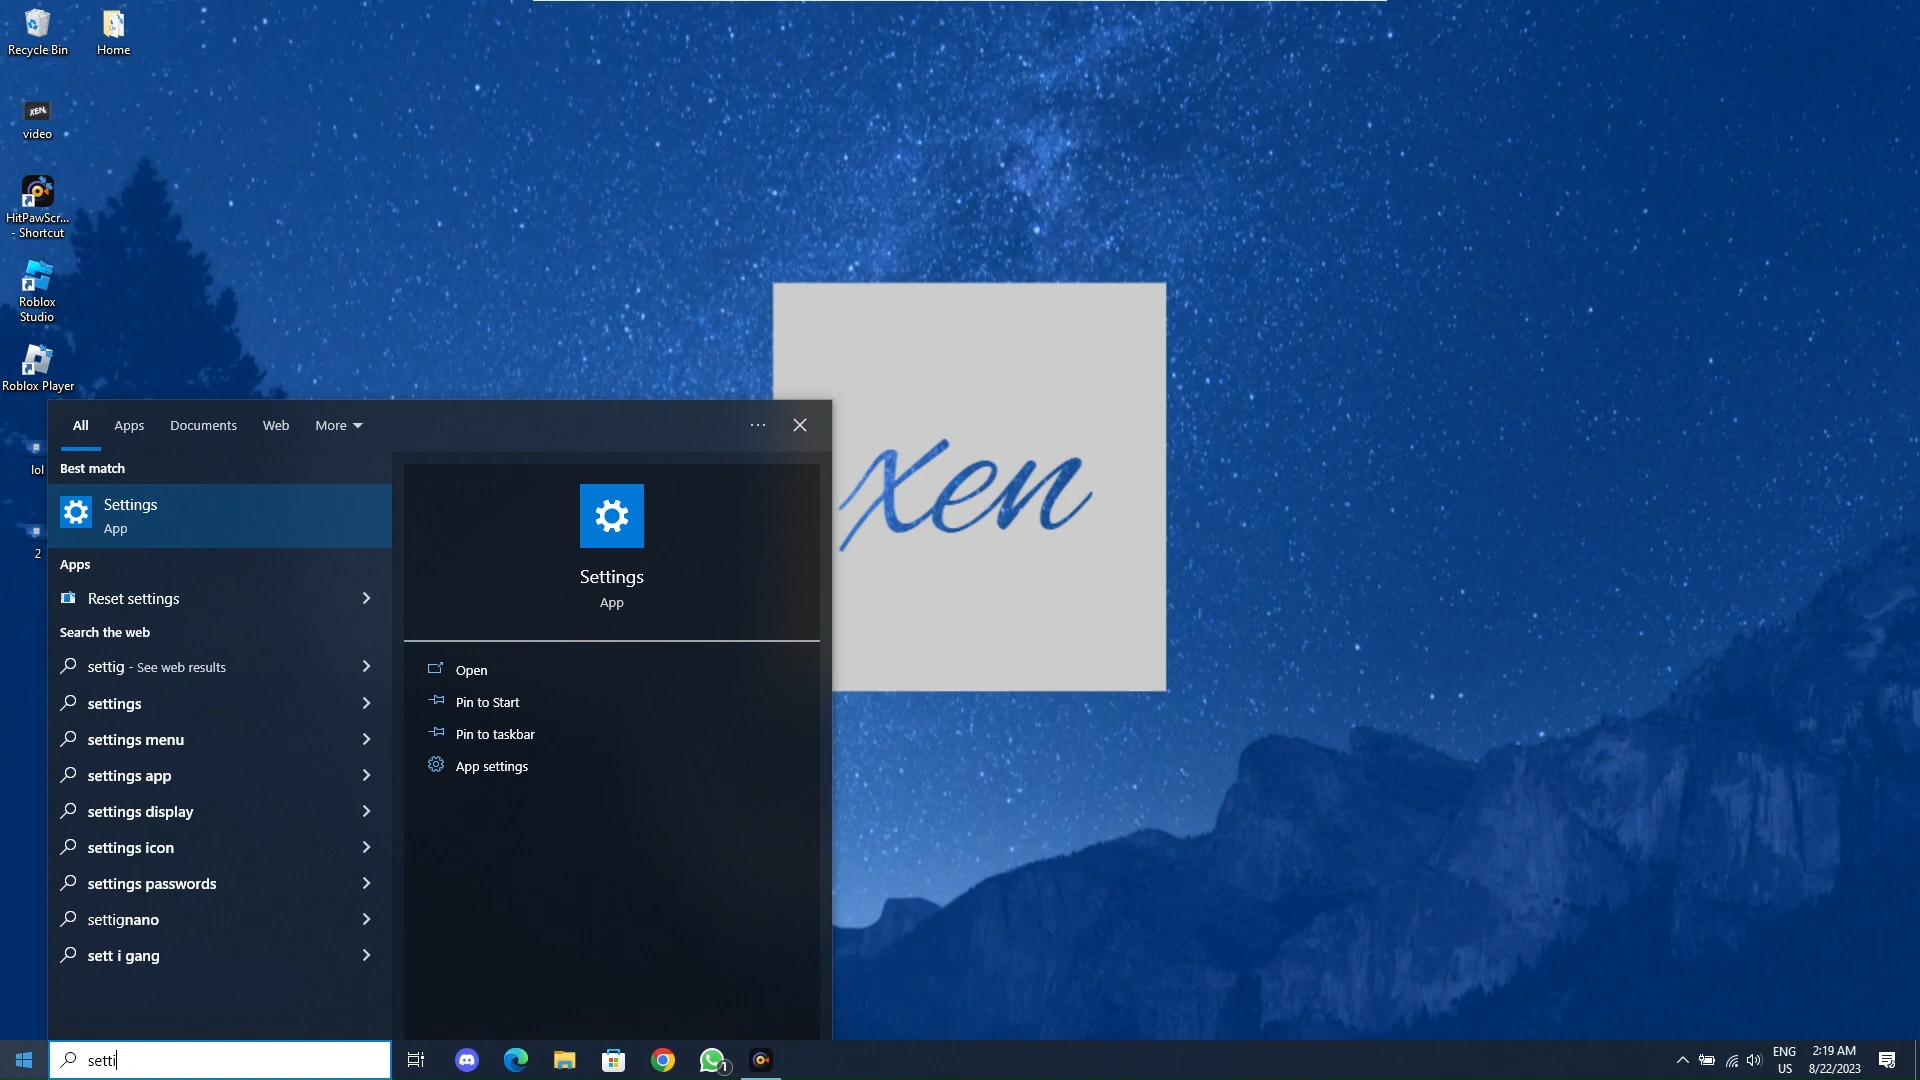 Recycle Bin
Home
video
HitPawScr...
- Shortcut
Roblox
Studio
Roblox Player
lol
2
xen
All
Apps
Documents
Web
More
Best match
Settings
App
Apps
Reset settings
Search the web
settig - See web results
settings
settings menu
settings app
settings display
settings icon
settings passwords
settignano
sett i gang
Settings
App
Open
Pin to Start
Pin to taskbar
App settings
setti
1
ENG
US
2:19 AM
8/22/2023